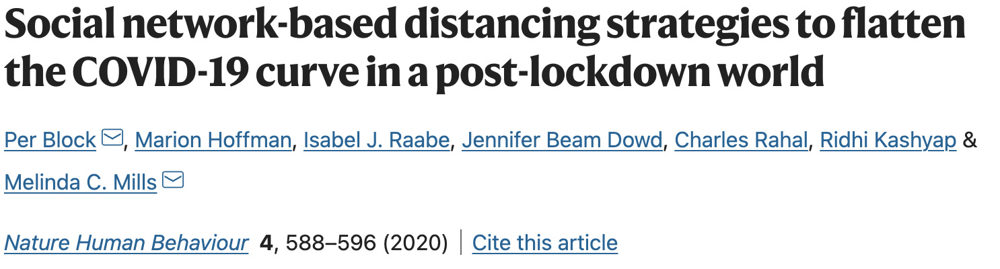 Social network-based distancing strategies to flatten
the COVID-19 curve in a post-lockdown world
Per Block, Marion Hoffman, Isabel J. Raabe, Jennifer Beam Dowd, Charles Rahal, Ridhi Kashyap &
Melinda C. Mills
Nature Human Behaviour 4, 588–596 (2020) | Cite this article